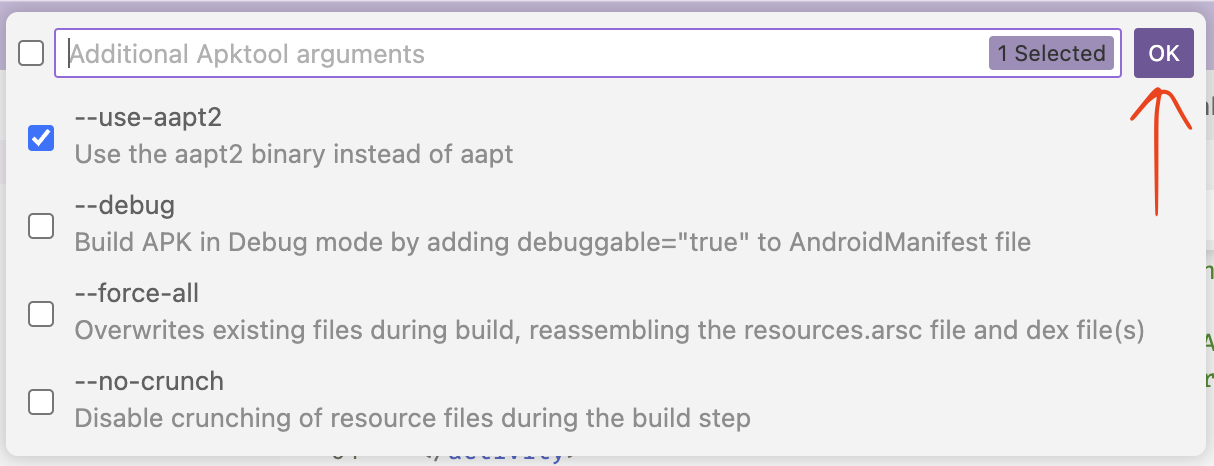 Additional Apktool arguments 1 Selected OK
--use-aapt2
Use the aapt2 binary instead of aapt
--debug
Build APK in Debug mode by adding debuggable="true" to AndroidManifest file
--force-all
Overwrites existing files during build, reassembling the resources.arsc file and dex file(s)
--no-crunch
Disable crunching of resource files during the build step